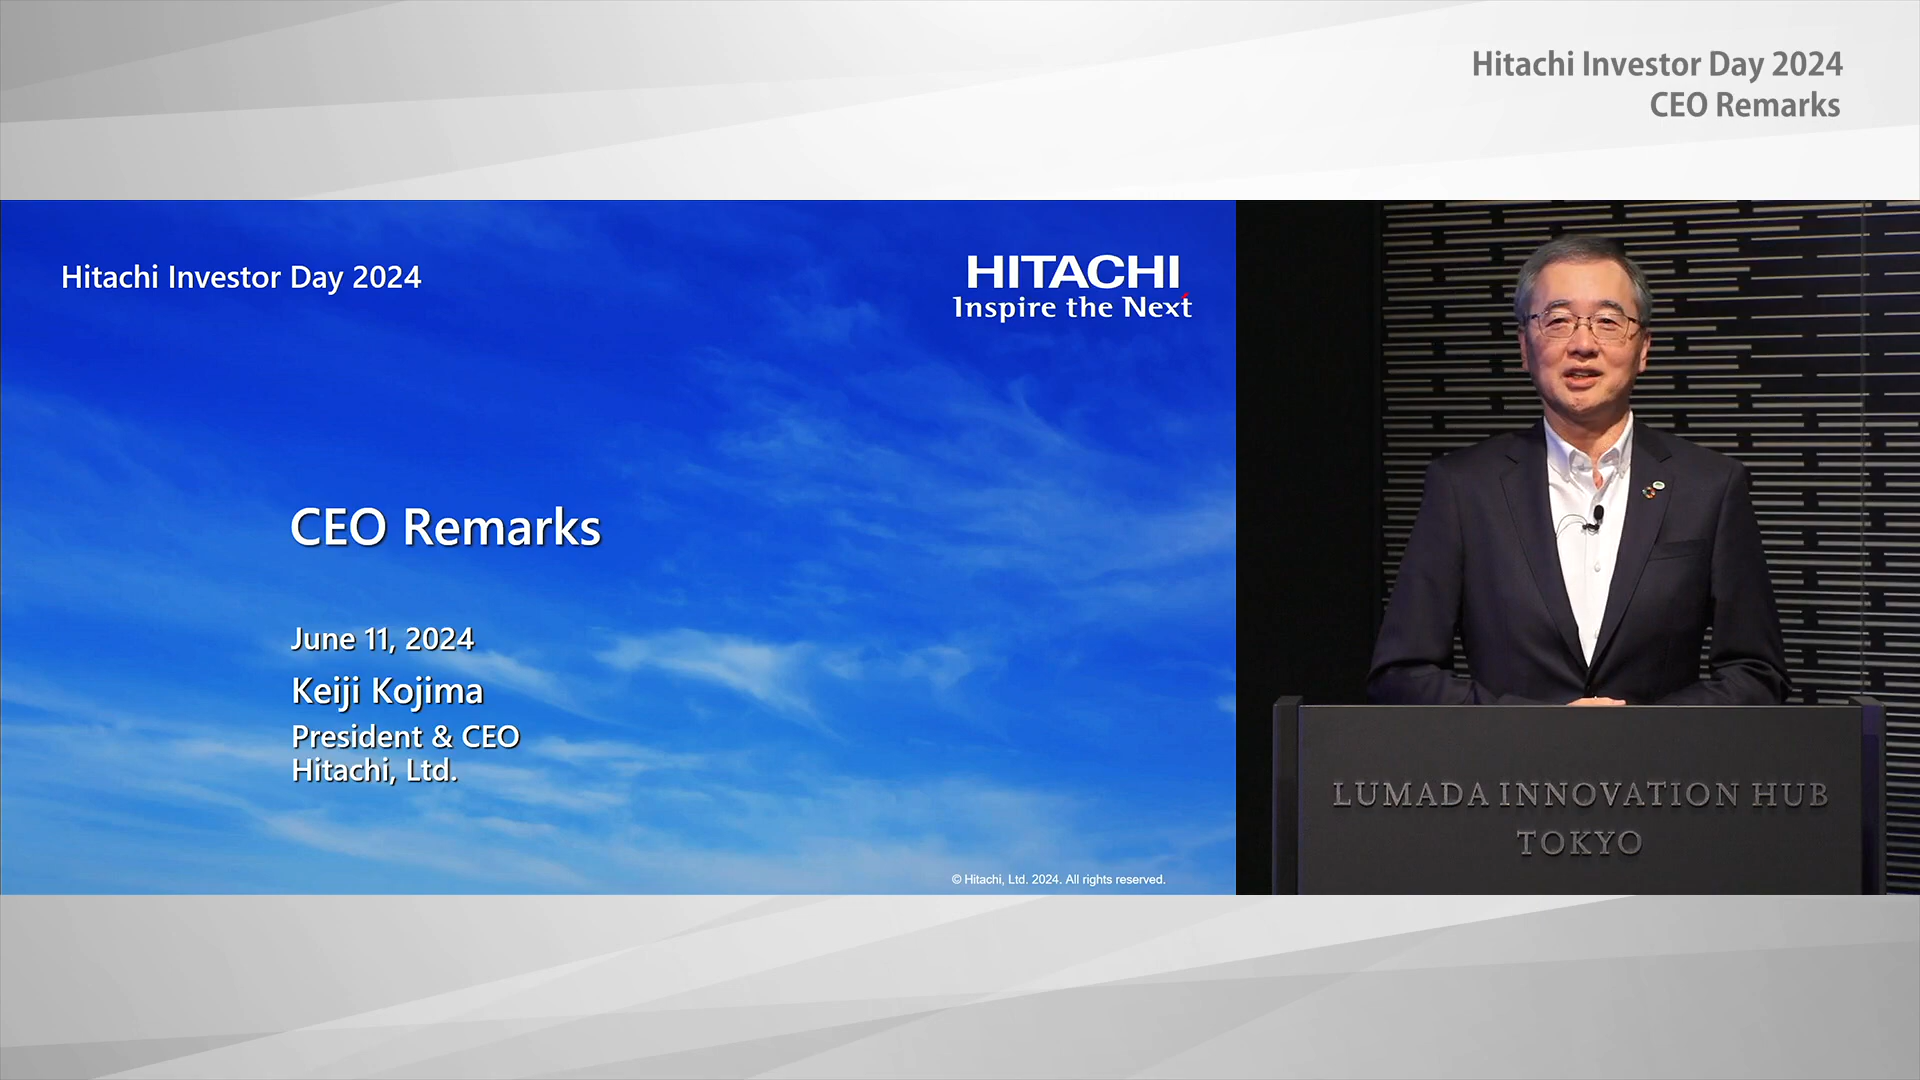 Hitachi Investor Day 2024
CEO Remarks
Hitachi Investor Day 2024
HITACHI
Inspire the Next
CEO Remarks
June 11, 2024
Keiji Kojima
President & CEO
Hitachi, Ltd.
© Hitachi, Ltd. 2024. All rights reserved.
LUMADA INNOVATION HUB
TOKYO